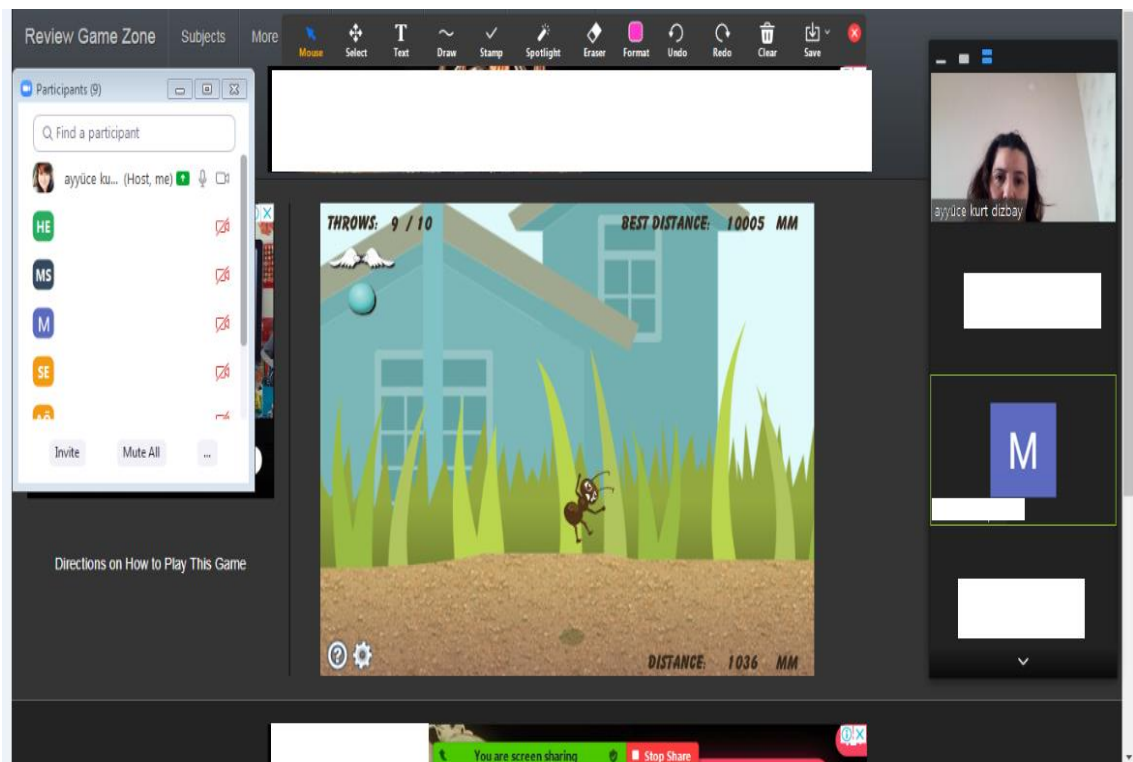 Review Game Zone Subjects More
Mouse Select Text Draw Stamp Spotlight Eraser Format Undo Redo Clear Save
Participants (9)
Find a participant
ayyüce ku... (Host, me)
HE
MS
M
SE
AÖ
Invite Mute All ...
Directions on How to Play This Game
THROWS: 9 / 10 BEST DISTANCE: 10005 MM
DISTANCE: 1036 MM
ayyüce kurt dizbay
M
You are screen sharing Stop Share